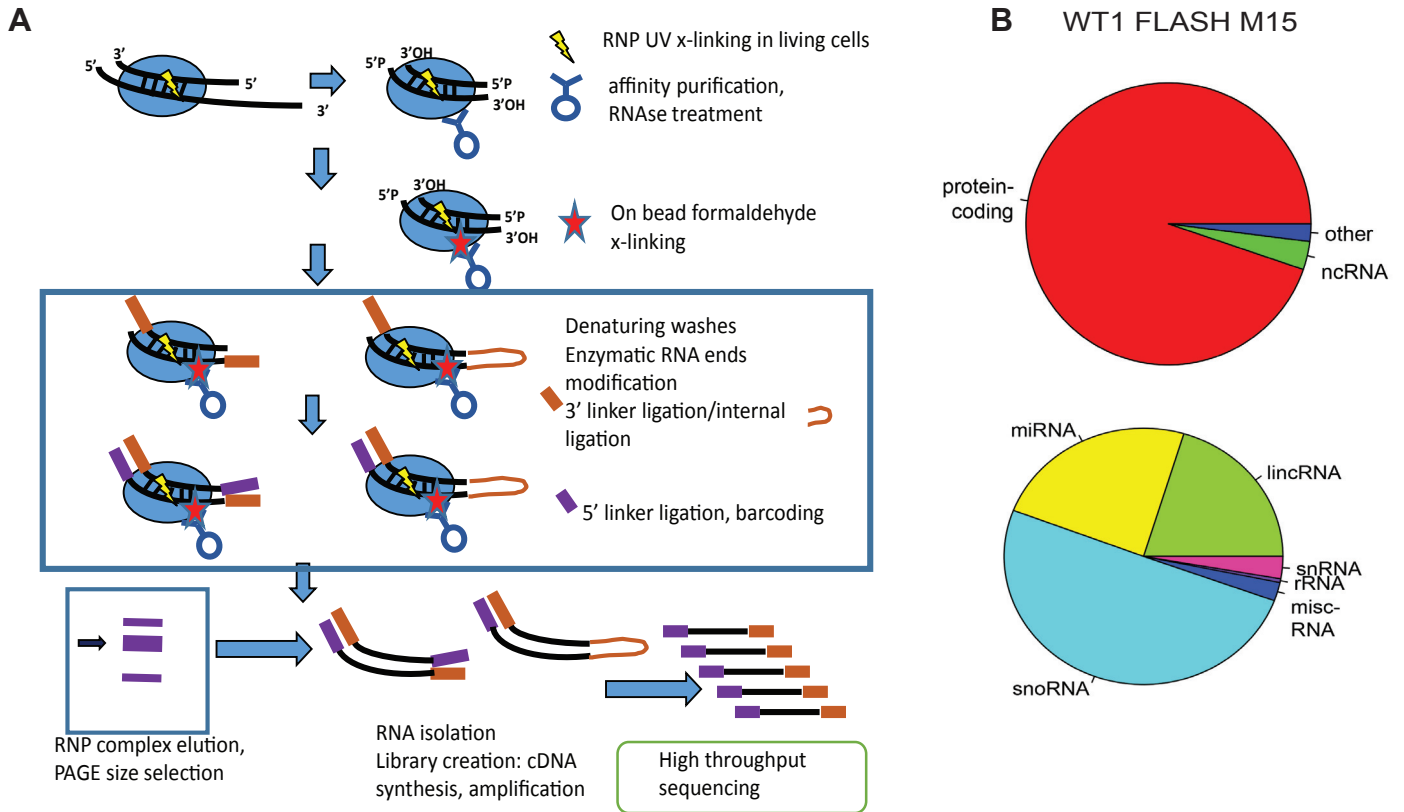 A
3'
5'
5'
3'
3'OH
5'P
5'P
3'OH
RNP UV x-linking in living cells
affinity purification,
RNAse treatment
3'OH
5'P
5'P
3'OH
On bead formaldehyde
x-linking
Denaturing washes
Enzymatic RNA ends
modification
3' linker ligation/internal
ligation
5' linker ligation, barcoding
RNP complex elution,
PAGE size selection
RNA isolation
Library creation: cDNA
synthesis, amplification
High throughput
sequencing
B
WT1 FLASH M15
protein-
coding
other
ncRNA
miRNA
lincRNA
snRNA
rRNA
misc-
RNA
snoRNA